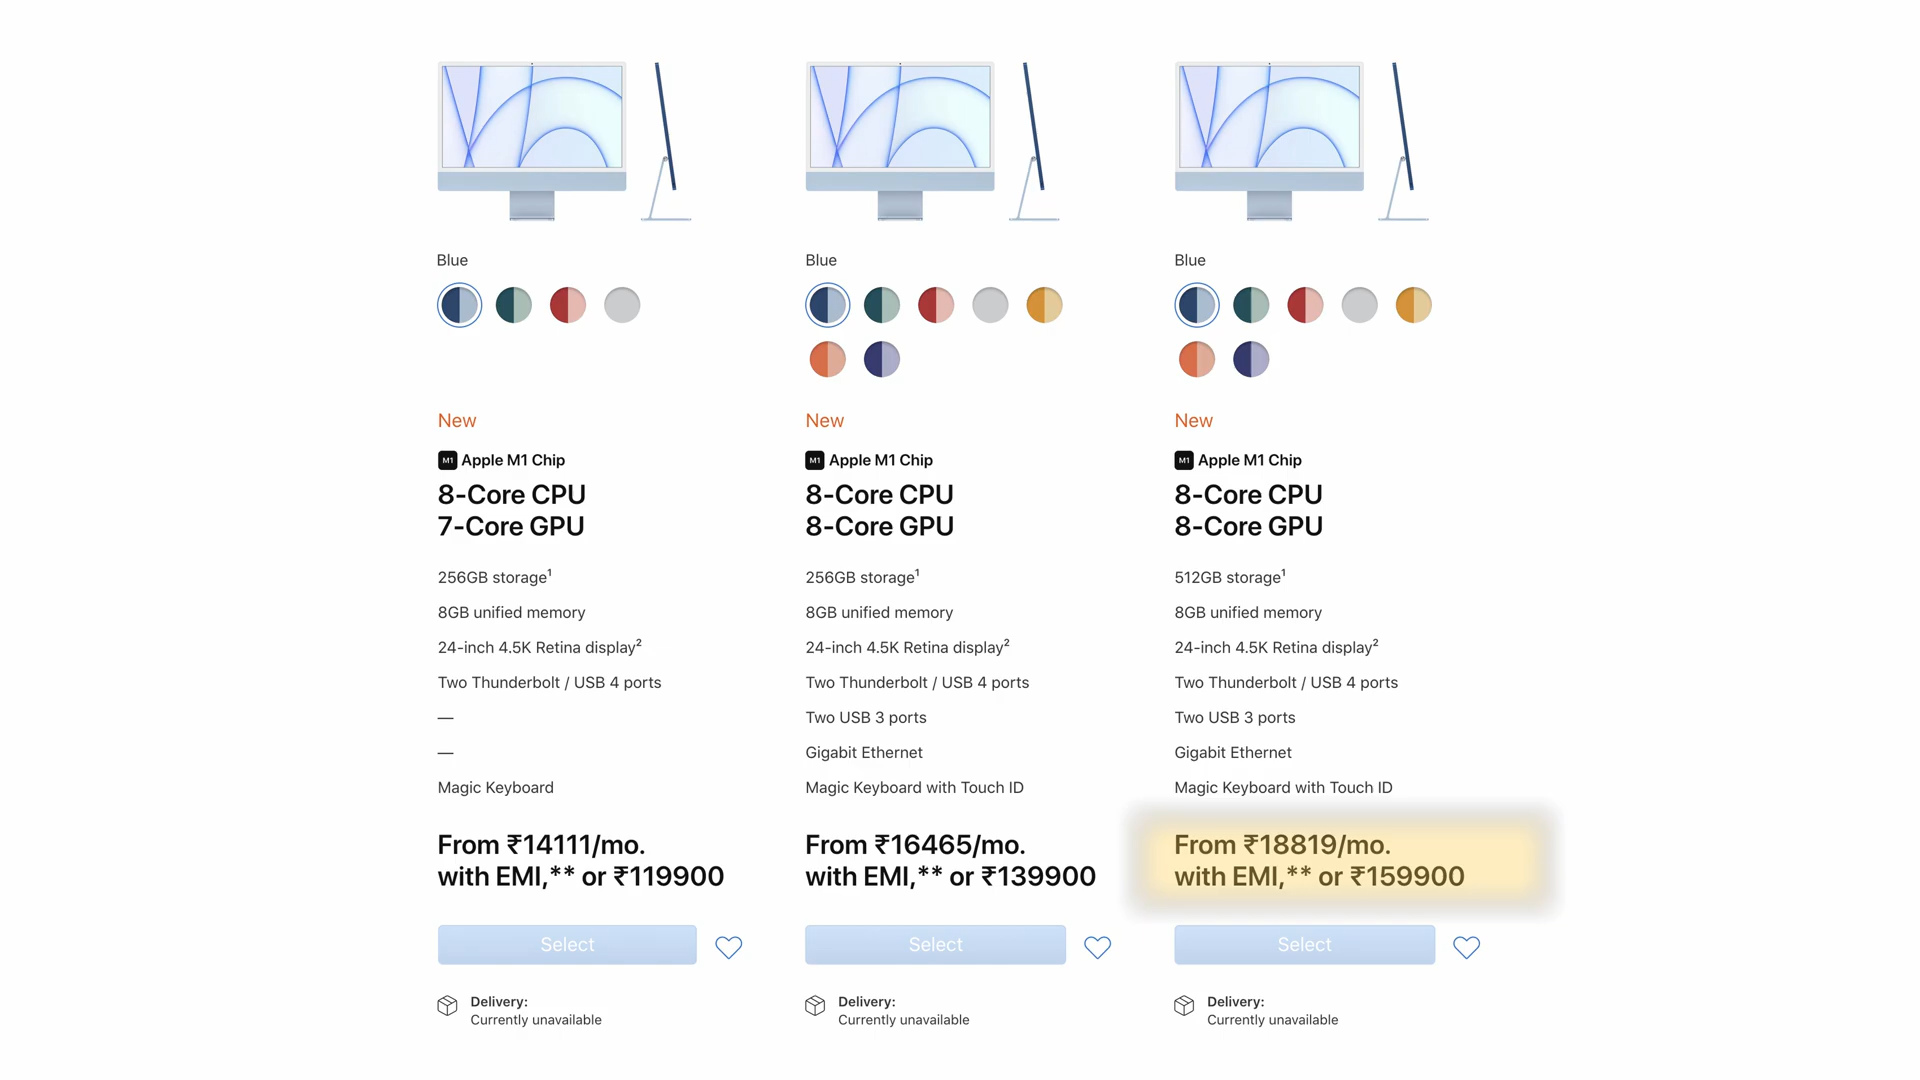 Blue
New
M1 Apple M1 Chip
8-Core CPU
7-Core GPU
256GB storage¹
8GB unified memory
24-inch 4.5K Retina display²
Two Thunderbolt / USB 4 ports
—
—
Magic Keyboard
From ₹14111/mo.
with EMI,** or ₹119900
Select
Delivery:
Currently unavailable
Blue
New
M1 Apple M1 Chip
8-Core CPU
8-Core GPU
256GB storage¹
8GB unified memory
24-inch 4.5K Retina display²
Two Thunderbolt / USB 4 ports
Two USB 3 ports
Gigabit Ethernet
Magic Keyboard with Touch ID
From ₹16465/mo.
with EMI,** or ₹139900
Select
Delivery:
Currently unavailable
Blue
New
M1 Apple M1 Chip
8-Core CPU
8-Core GPU
512GB storage¹
8GB unified memory
24-inch 4.5K Retina display²
Two Thunderbolt / USB 4 ports
Two USB 3 ports
Gigabit Ethernet
Magic Keyboard with Touch ID
From ₹18819/mo.
with EMI,** or ₹159900
Select
Delivery:
Currently unavailable